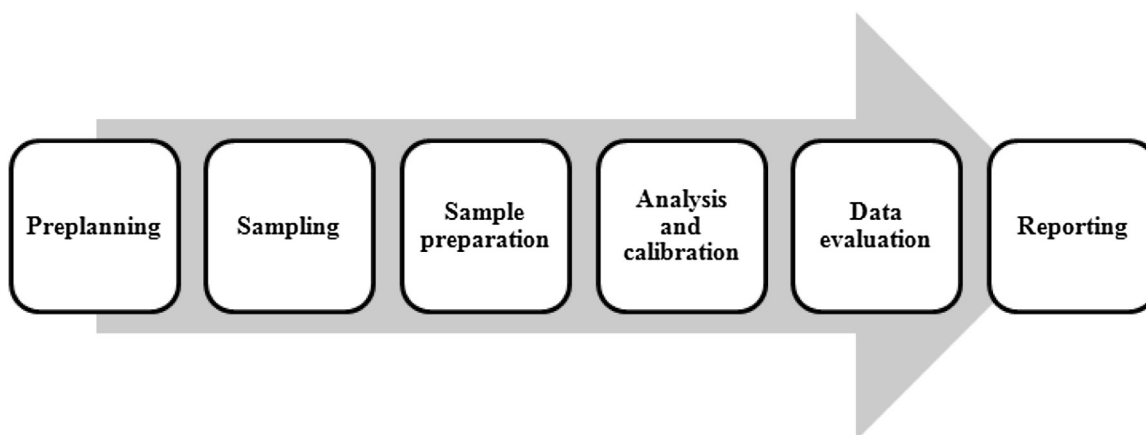 Preplanning
Sampling
Sample
preparation
Analysis
and
calibration
Data
evaluation
Reporting